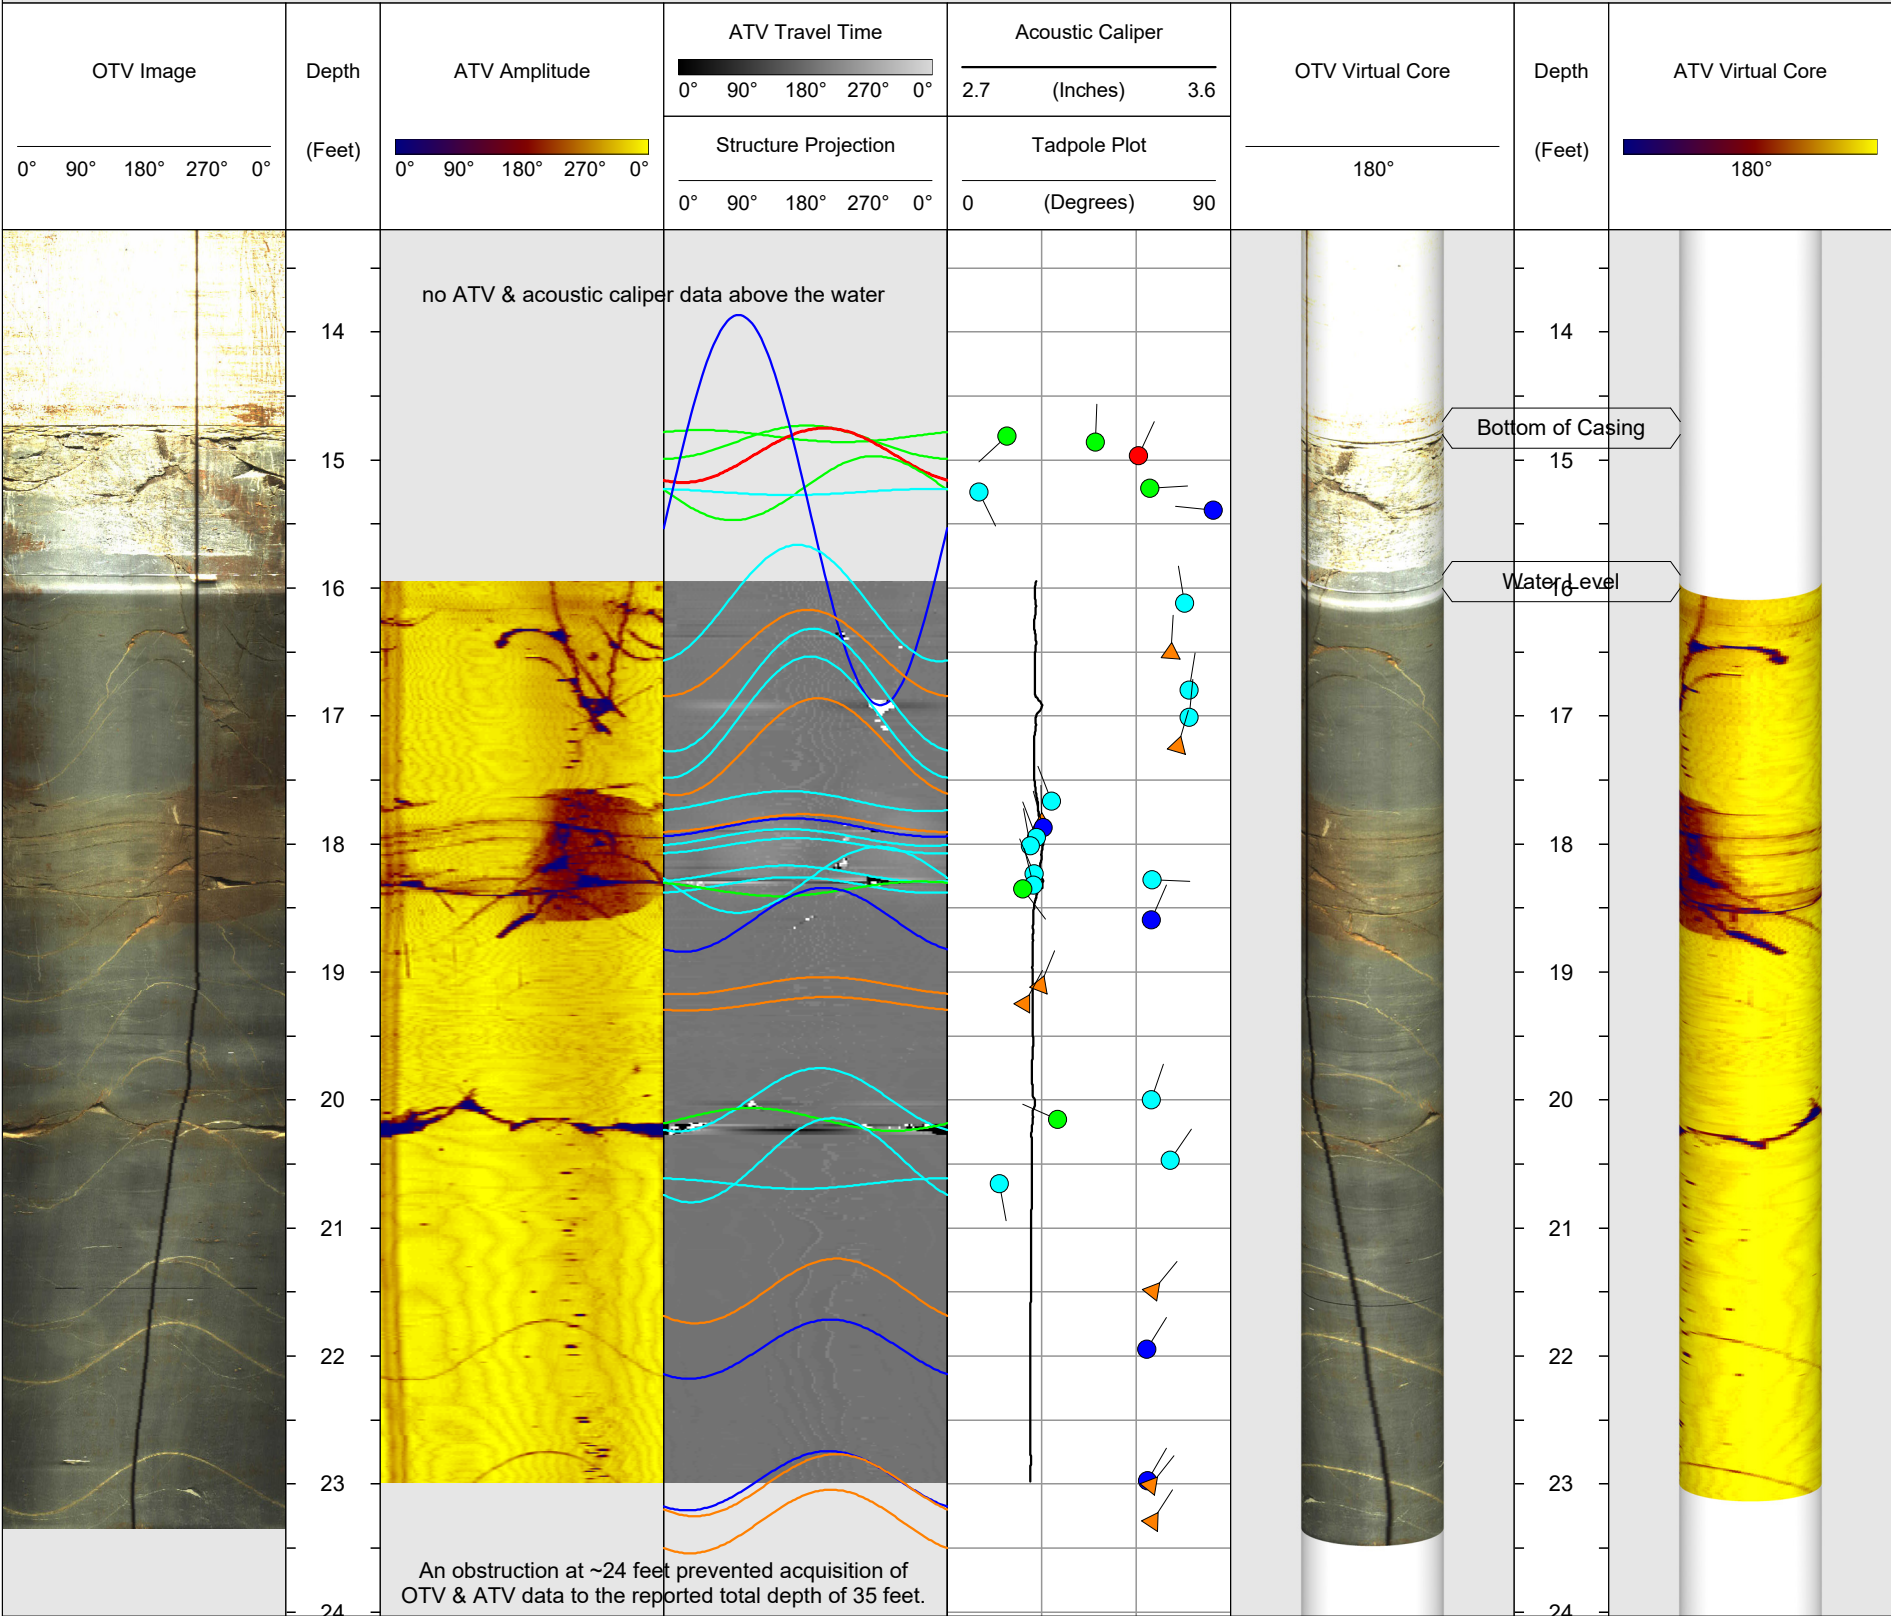 OTV Image
0° 90° 180° 270° 0°
Depth
(Feet)
ATV Amplitude
0° 90° 180° 270° 0°
ATV Travel Time
0° 90° 180° 270° 0°
Structure Projection
0° 90° 180° 270° 0°
Acoustic Caliper
2.7 (Inches) 3.6
Tadpole Plot
0 (Degrees) 90
OTV Virtual Core
180°
Depth
(Feet)
ATV Virtual Core
180°
no ATV & acoustic caliper data above the water
14
15
16
17
18
19
20
21
22
23
24
Bottom of Casing
Water Level
14
15
16
17
18
19
20
21
22
23
24
An obstruction at ~24 feet prevented acquisition of
OTV & ATV data to the reported total depth of 35 feet.